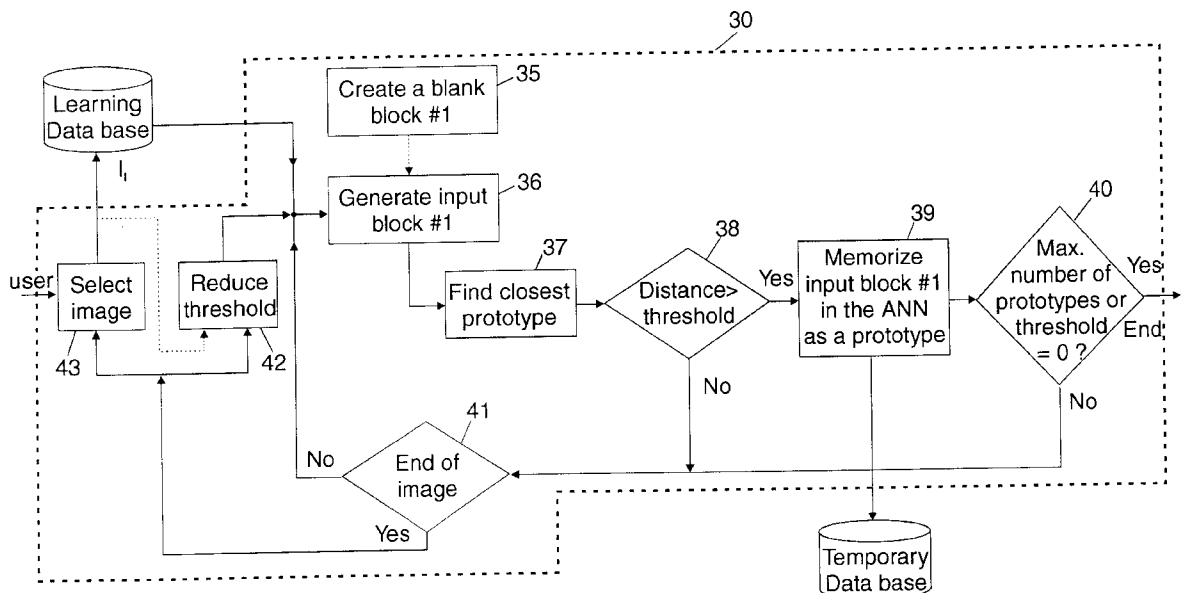 30
Learning
Data base
I₁
Create a blank
block #1
35
Generate input
block #1
36
user
Select
image
43
Reduce
threshold
42
Find closest
prototype
37
Distance>
threshold
38
Yes
No
Memorize
input block #1
in the ANN
as a prototype
39
Max.
number of
prototypes or
threshold
= 0 ?
40
Yes
End
No
End of
image
41
No
Yes
Temporary
Data base